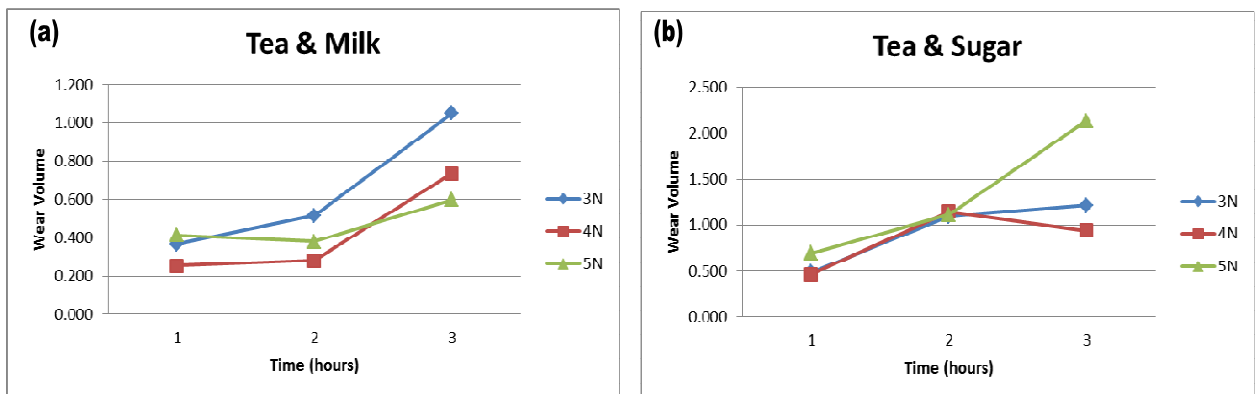 (a)
Tea & Milk
1.200
1.000
0.800
0.600
0.400
0.200
0.000
Wear Volume
1 2 3
Time (hours)
3N
4N
5N
(b)
Tea & Sugar
2.500
2.000
1.500
1.000
0.500
0.000
Wear Volume
1 2 3
Time (hours)
3N
4N
5N